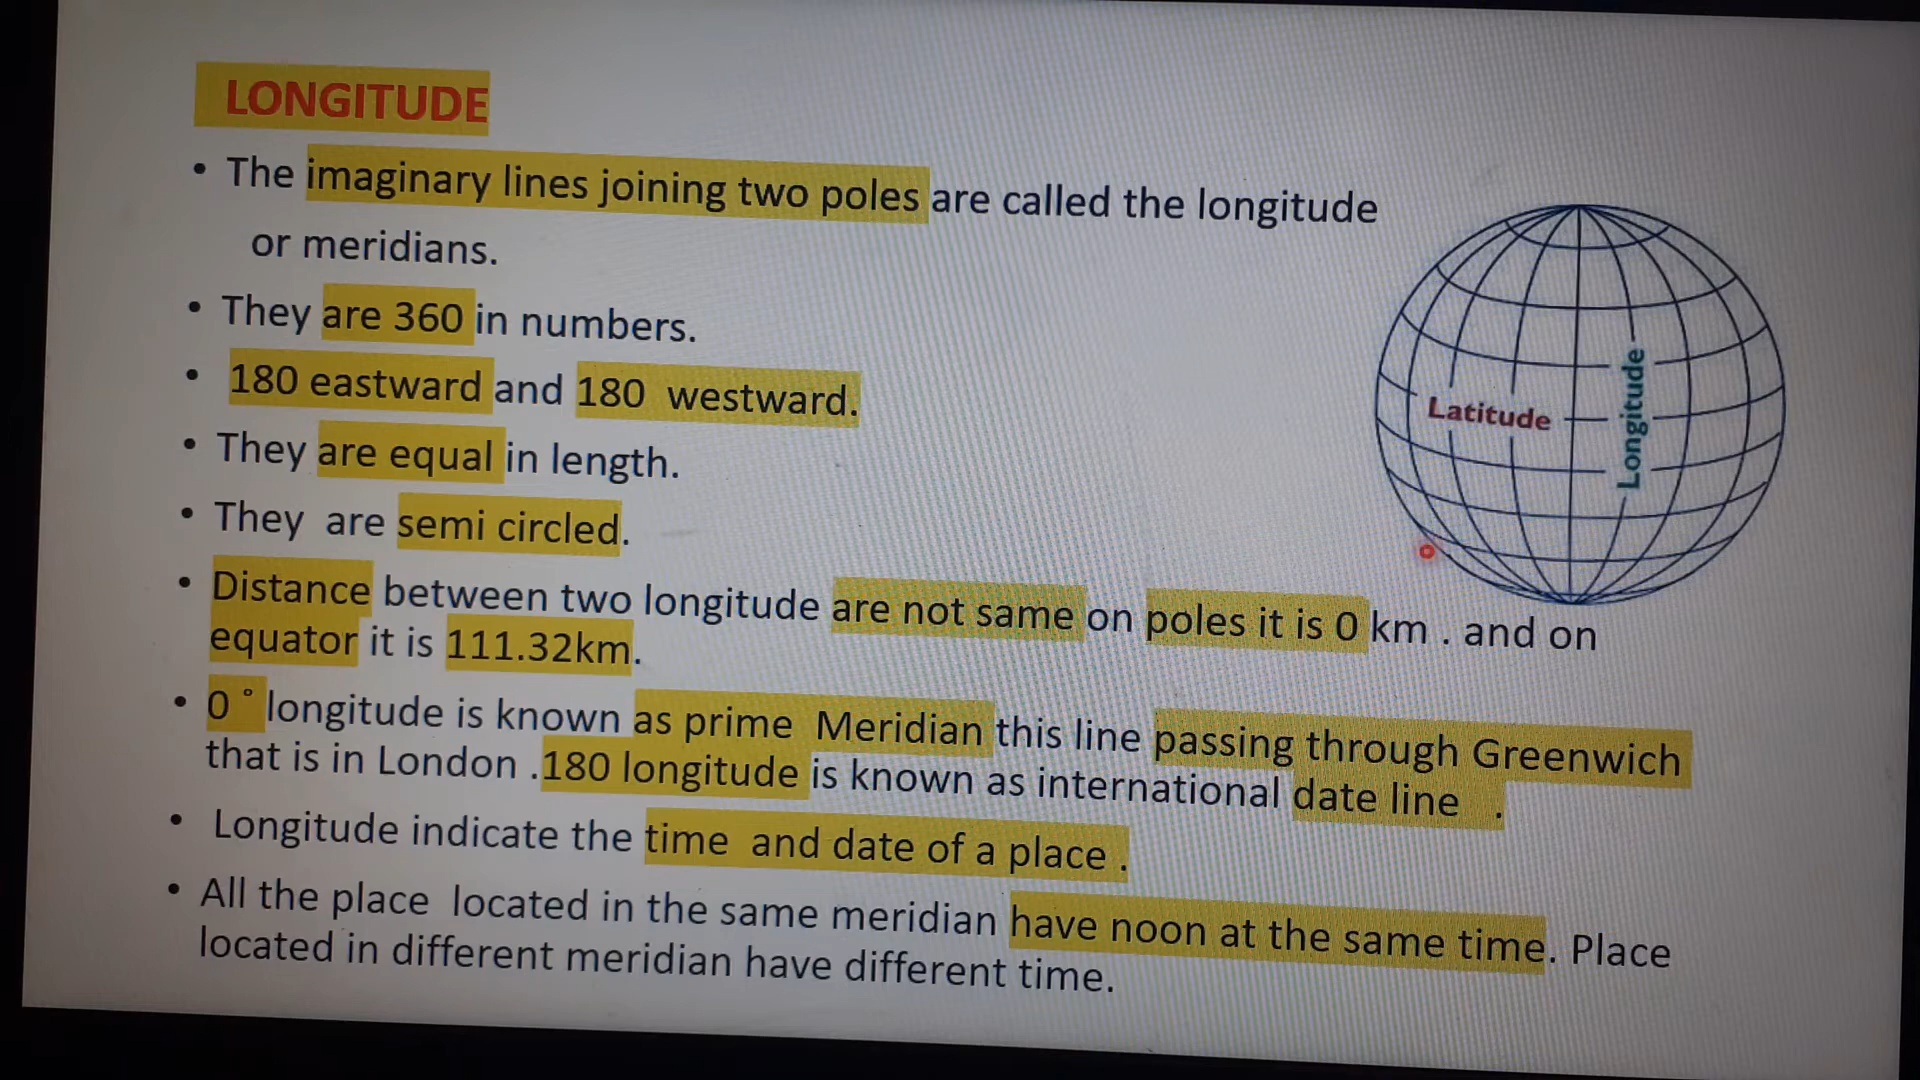 LONGITUDE
• The imaginary lines joining two poles are called the longitude
or meridians.
• They are 360 in numbers.
• 180 eastward and 180 westward.
• They are equal in length.
• They are semi circled.
• Distance between two longitude are not same on poles it is 0 km . and on
equator it is 111.32km.
• 0 ° longitude is known as prime Meridian this line passing through Greenwich
that is in London .180 longitude is known as international date line .
• Longitude indicate the time and date of a place .
• All the place located in the same meridian have noon at the same time. Place
located in different meridian have different time.
Latitude
Longitude